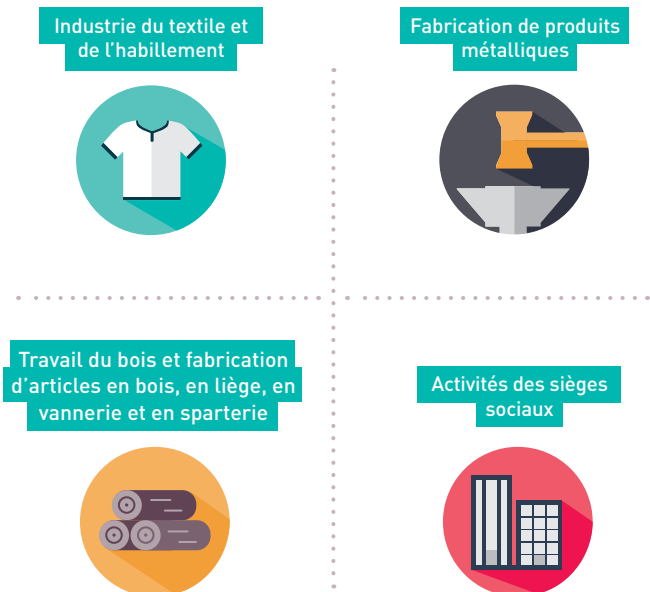 Industrie du textile et
de l'habillement
Fabrication de produits
métalliques
Travail du bois et fabrication
d'articles en bois, en liège, en
vannerie et en sparterie
Activités des sièges
sociaux